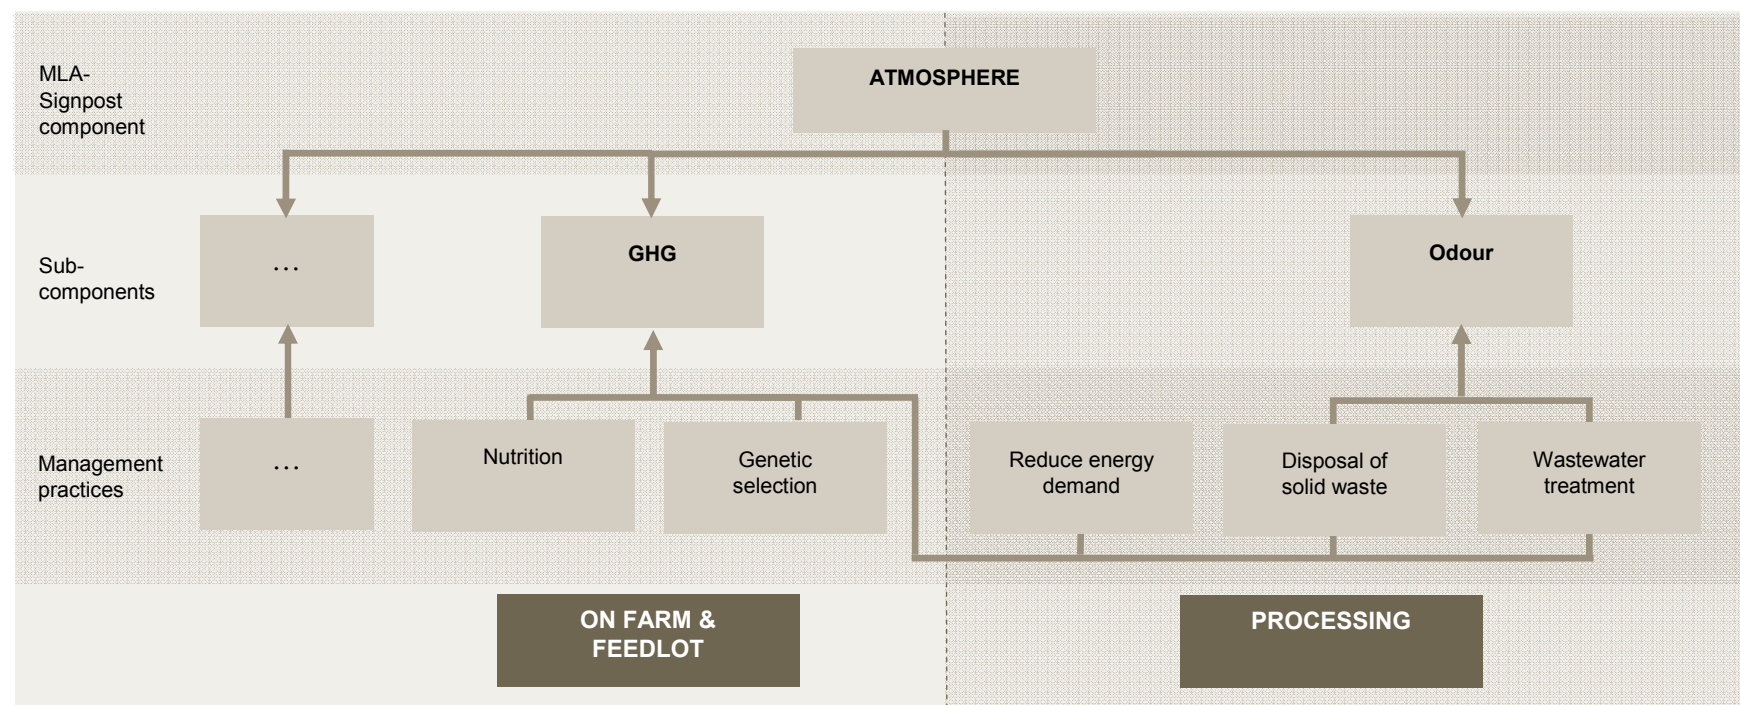 MLA-
Signpost
component
ATMOSPHERE
Sub-
components
…
GHG
Odour
Management
practices
…
Nutrition
Genetic
selection
Reduce energy
demand
Disposal of
solid waste
Wastewater
treatment
ON FARM &
FEEDLOT
PROCESSING